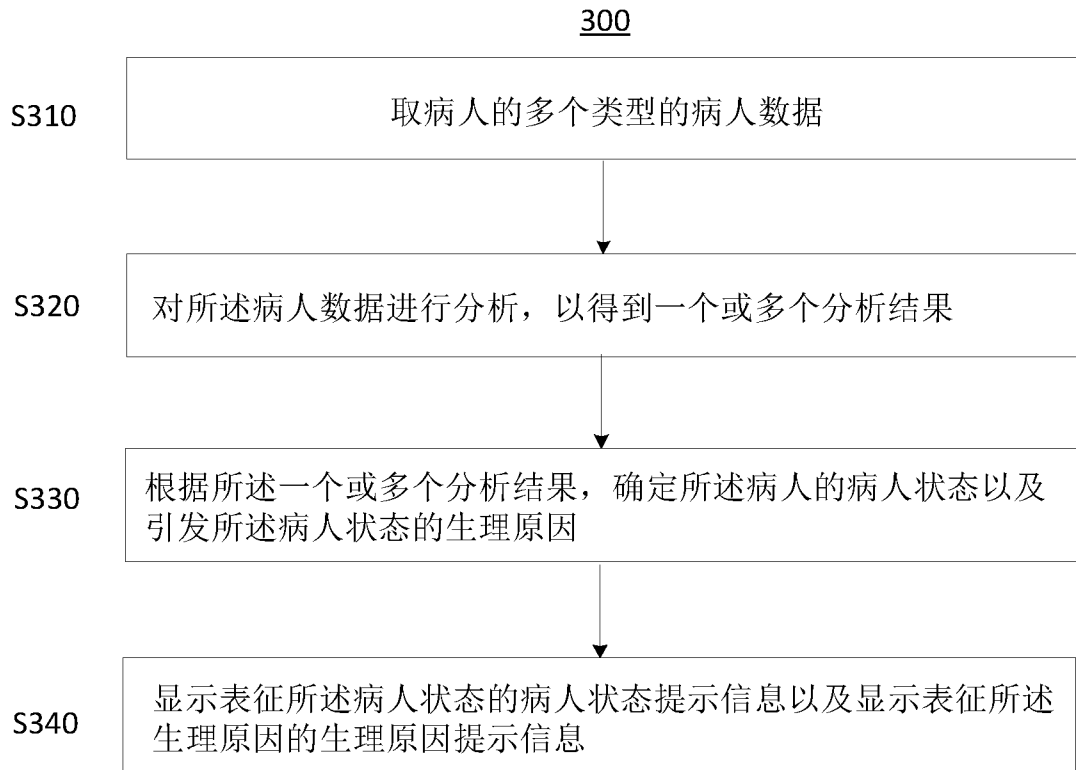 300
S310
取病人的多个类型的病人数据
S320
对所述病人数据进行分析，以得到一个或多个分析结果
S330
根据所述一个或多个分析结果，确定所述病人的病人状态以及
引发所述病人状态的生理原因
S340
显示表征所述病人状态的病人状态提示信息以及显示表征所述
生理原因的生理原因提示信息